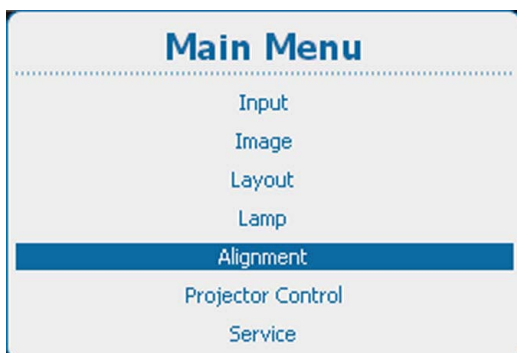 Main Menu
Input
Image
Layout
Lamp
Alignment
Projector Control
Service